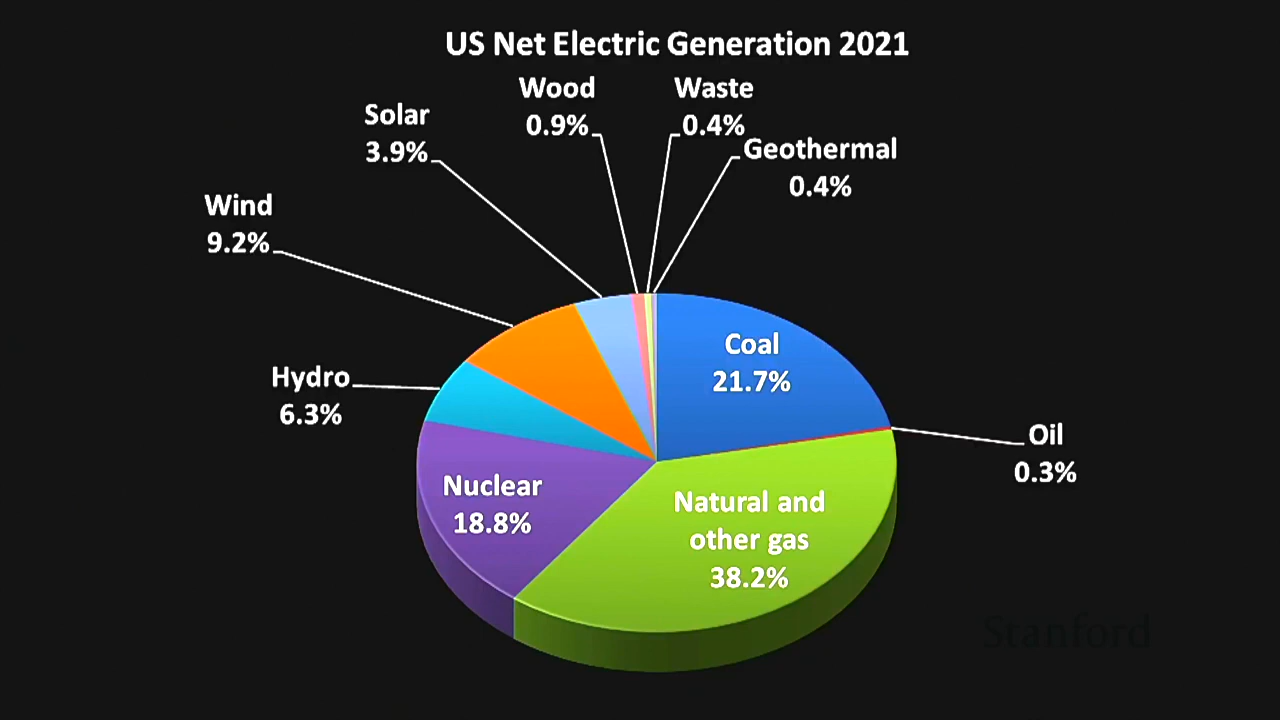 US Net Electric Generation 2021
Wood
0.9%
Waste
0.4%
Solar
3.9%
Geothermal
0.4%
Wind
9.2%
Coal
21.7%
Hydro
6.3%
Oil
0.3%
Nuclear
18.8%
Natural and
other gas
38.2%
Stanford